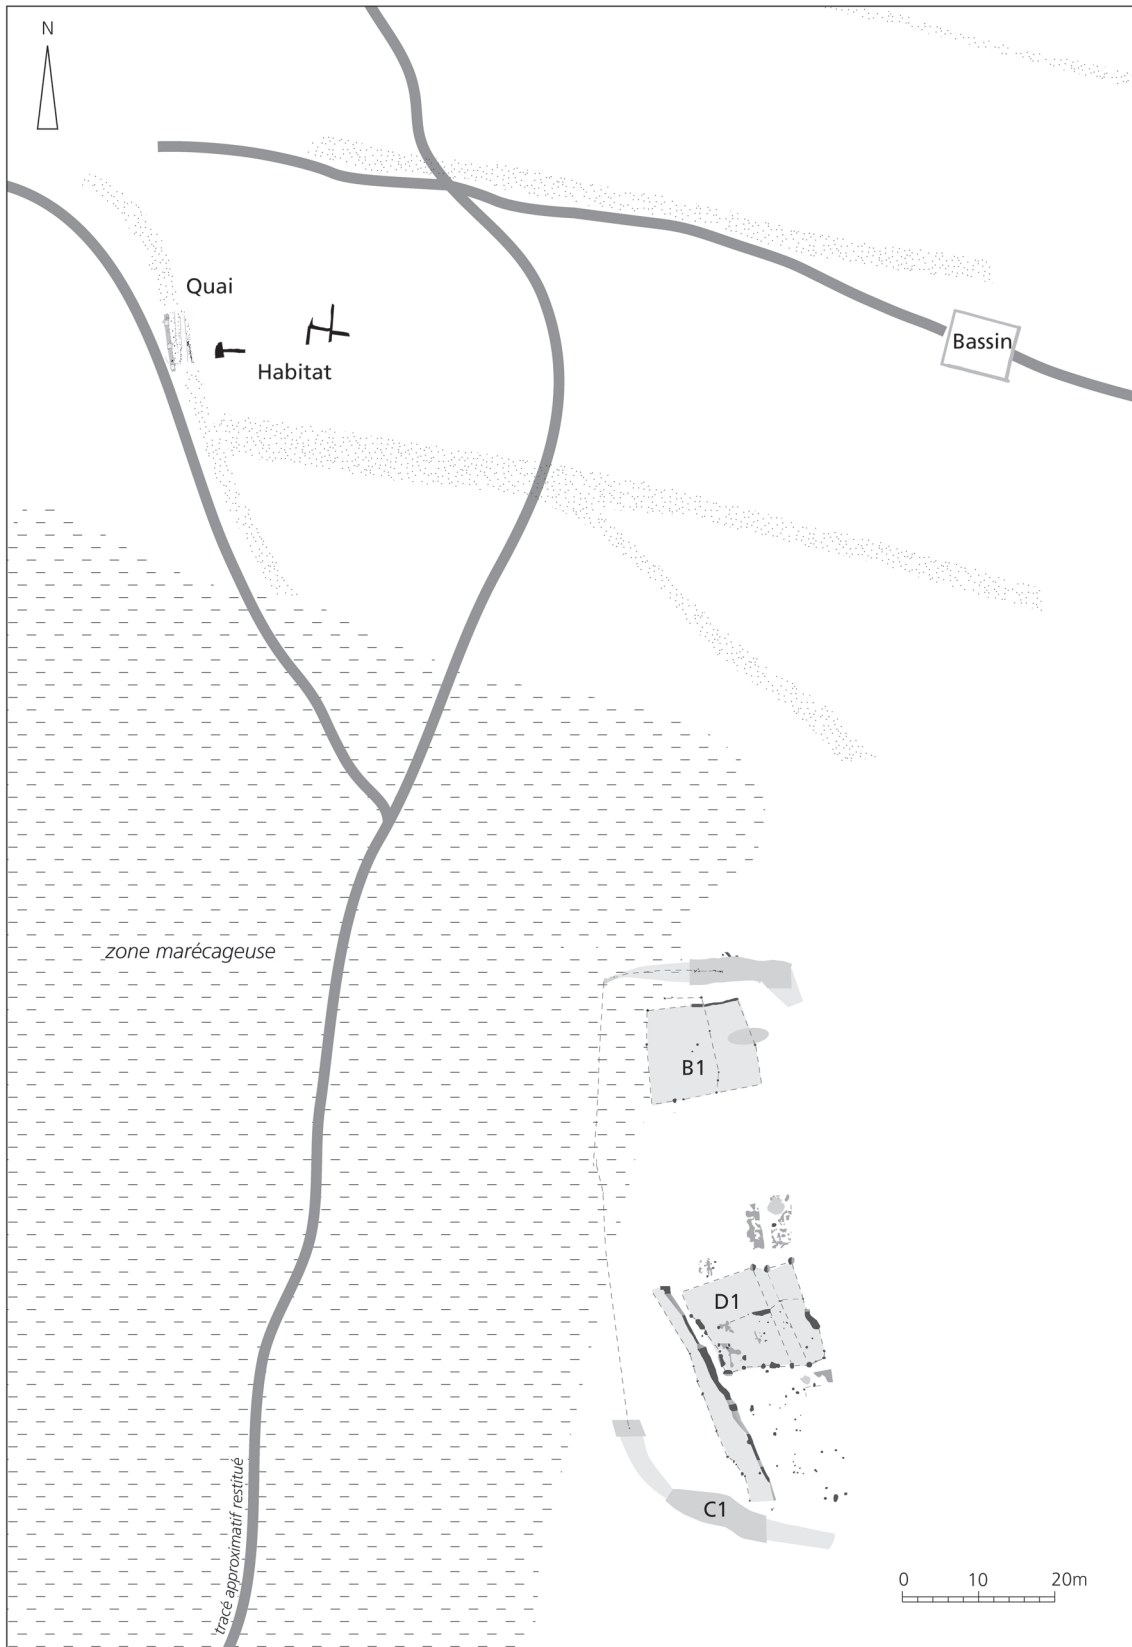 N
Quai
Habitat
Bassin
zone marécageuse
B1
D1
C1
tracé approximatif restitué
0 10 20m